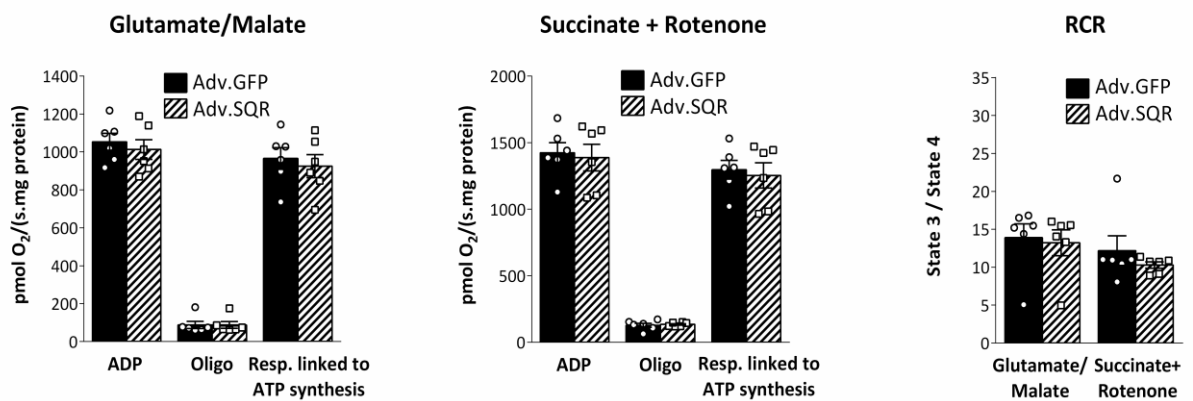 Glutamate/Malate
pmol O₂/(s.mg protein)
1400
1200
1000
800
600
400
200
0
Adv.GFP
Adv.SQR
ADP
Oligo
Resp. linked to
ATP synthesis
Succinate + Rotenone
pmol O₂/(s.mg protein)
2000
1500
1000
500
0
Adv.GFP
Adv.SQR
ADP
Oligo
Resp. linked to
ATP synthesis
RCR
State 3 / State 4
35
30
25
20
15
10
5
0
Adv.GFP
Adv.SQR
Glutamate/
Malate
Succinate+
Rotenone